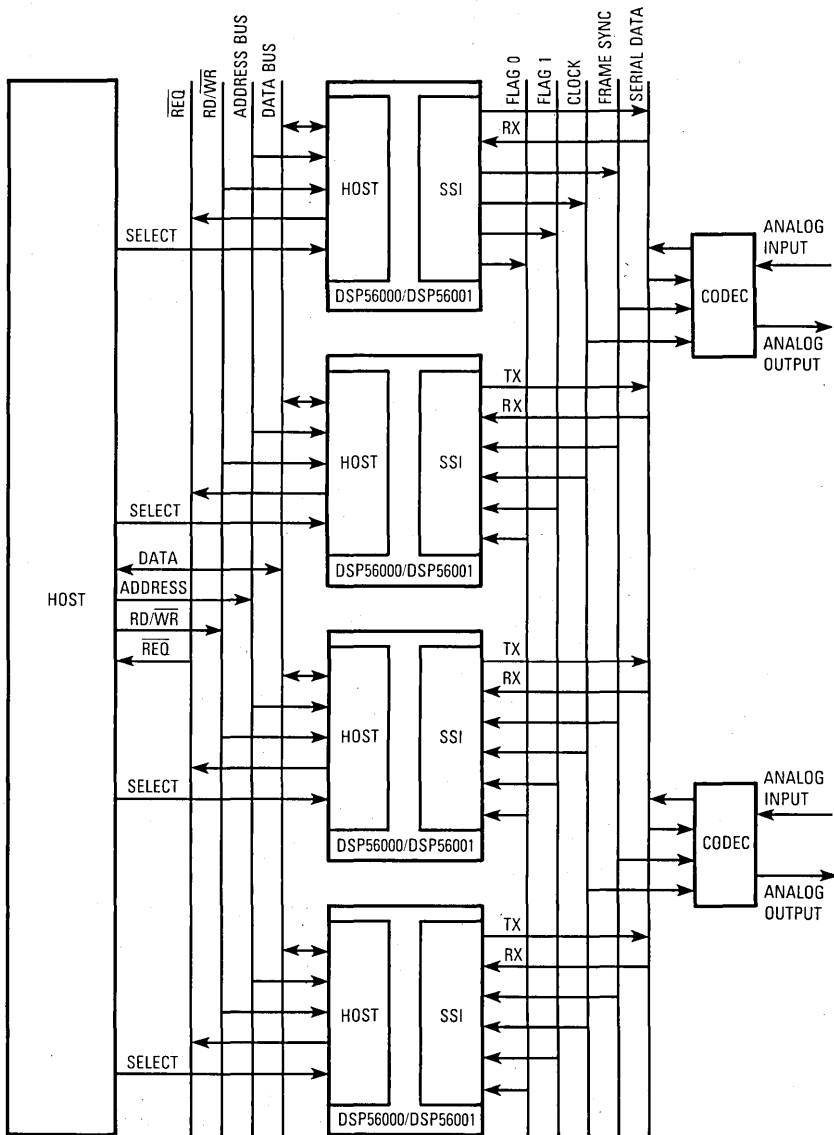 REQ
RD/WR
ADDRESS BUS
DATA BUS
FLAG 0
FLAG 1
CLOCK
FRAME SYNC
SERIAL DATA
HOST
SELECT
HOST
SSI
RX
DSP56000/DSP56001
CODEC
ANALOG
INPUT
ANALOG
OUTPUT
SELECT
HOST
SSI
TX
RX
DSP56000/DSP56001
DATA
ADDRESS
RD/WR
REQ
SELECT
HOST
SSI
TX
RX
DSP56000/DSP56001
CODEC
ANALOG
INPUT
ANALOG
OUTPUT
SELECT
HOST
SSI
TX
RX
DSP56000/DSP56001